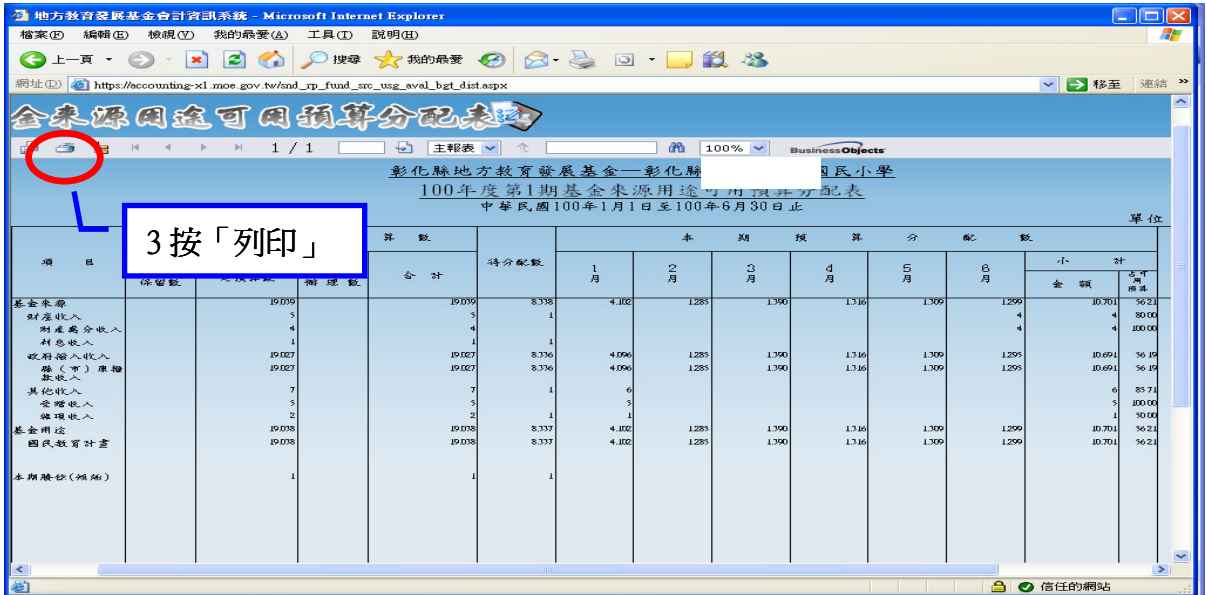 地方教育發展基金會計資訊系統 - Microsoft Internet Explorer
檔案(F) 編輯(E) 檢視(V) 我的最愛(A) 工具(T) 說明(H)
上一頁 搜尋 我的最愛
網址(D) https://accounting-x1.moe.gov.tw/snd_rp_fund_src_usg_aval_bgt_dist.aspx 移至 連結 »
金來源用途可用預算分配表
1 / 1 主報表 100% BusinessObjects
彰化縣地方教育發展基金—彰化縣 國民小學
100年度第1期基金來源用途可用預算分配表
中華民國100年1月1日至100年6月30日止
單位
3按「列印」
算 數 本 期 預 算 分 配 數
項 目 保留數 辦理數 合 計 待分配數 1月 2月 3月 4月 5月 6月 小 計
金 額
基金來源 19,039 19,039 8,338 4,102 1,285 1,390 1,316 1,309 1,299 10,701 56.21
財產收入 5 5 1 4 4 80.00
財產處分收入 4 4 4 4 100.00
利息收入 1 1 1
政府撥入收入 19,027 19,027 8,336 4,096 1,285 1,390 1,316 1,309 1,295 10,691 56.19
縣(市)庫撥款收入 19,027 19,027 8,336 4,096 1,285 1,390 1,316 1,309 1,295 10,691 56.19
其他收入 7 7 1 6 6 85.71
受贈收入 5 5 5 5 100.00
雜項收入 2 2 1 1 1 50.00
基金用途 19,038 19,038 8,337 4,102 1,285 1,390 1,316 1,309 1,299 10,701 56.21
國民教育計畫 19,038 19,038 8,337 4,102 1,285 1,390 1,316 1,309 1,299 10,701 56.21
本期賸餘(短絀) 1 1 1
信任的網站